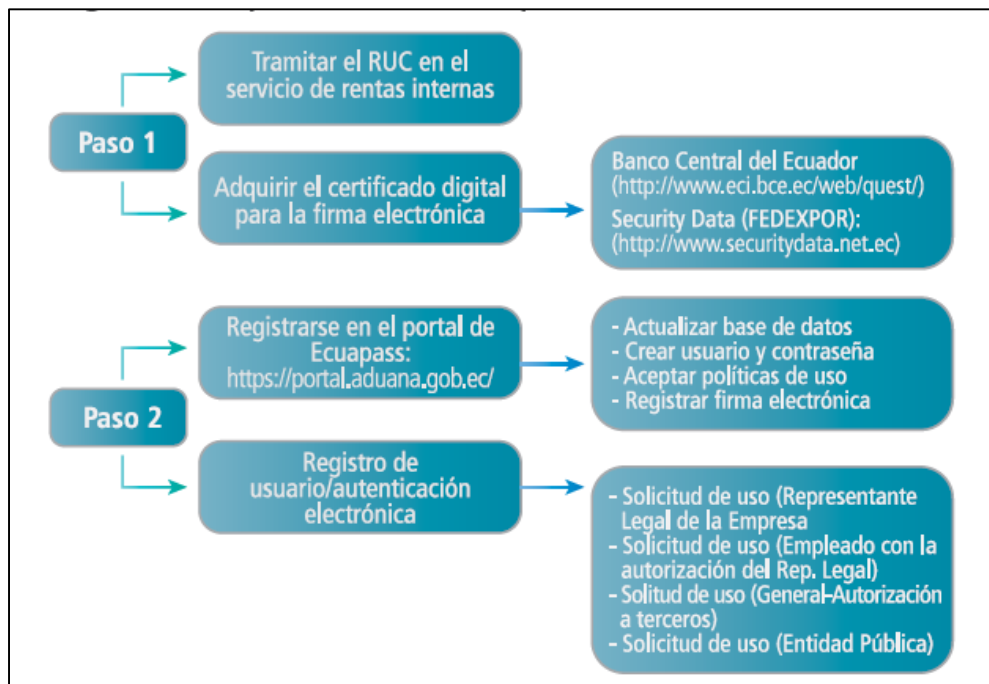 Tramitar el RUC en el
servicio de rentas internas
Paso 1
Adquirir el certificado digital
para la firma electrónica
Banco Central del Ecuador
(http://www.eci.bce.ec/web/quest/)
Security Data (FEDEXPOR):
(http://www.securitydata.net.ec)
Registrarse en el portal de
Ecuapass:
https://portal.aduana.gob.ec/
- Actualizar base de datos
- Crear usuario y contraseña
- Aceptar políticas de uso
- Registrar firma electrónica
Paso 2
Registro de
usuario/autenticación
electrónica
- Solicitud de uso (Representante
Legal de la Empresa
- Solicitud de uso (Empleado con la
autorización del Rep. Legal)
- Solitud de uso (General-Autorización
a terceros)
- Solicitud de uso (Entidad Pública)